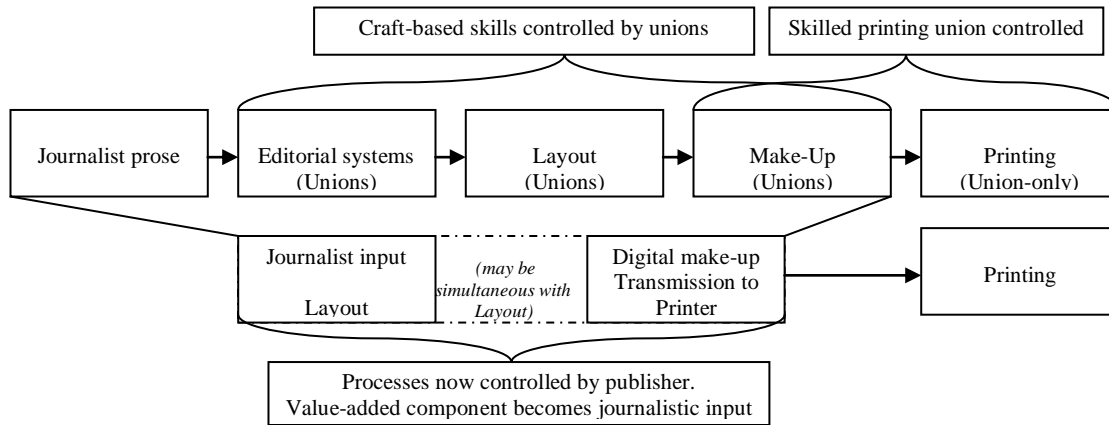 Craft-based skills controlled by unions
Skilled printing union controlled
Journalist prose
Editorial systems
(Unions)
Layout
(Unions)
Make-Up
(Unions)
Printing
(Union-only)
Journalist input
Layout
(may be
simultaneous with
Layout)
Digital make-up
Transmission to
Printer
Printing
Processes now controlled by publisher.
Value-added component becomes journalistic input